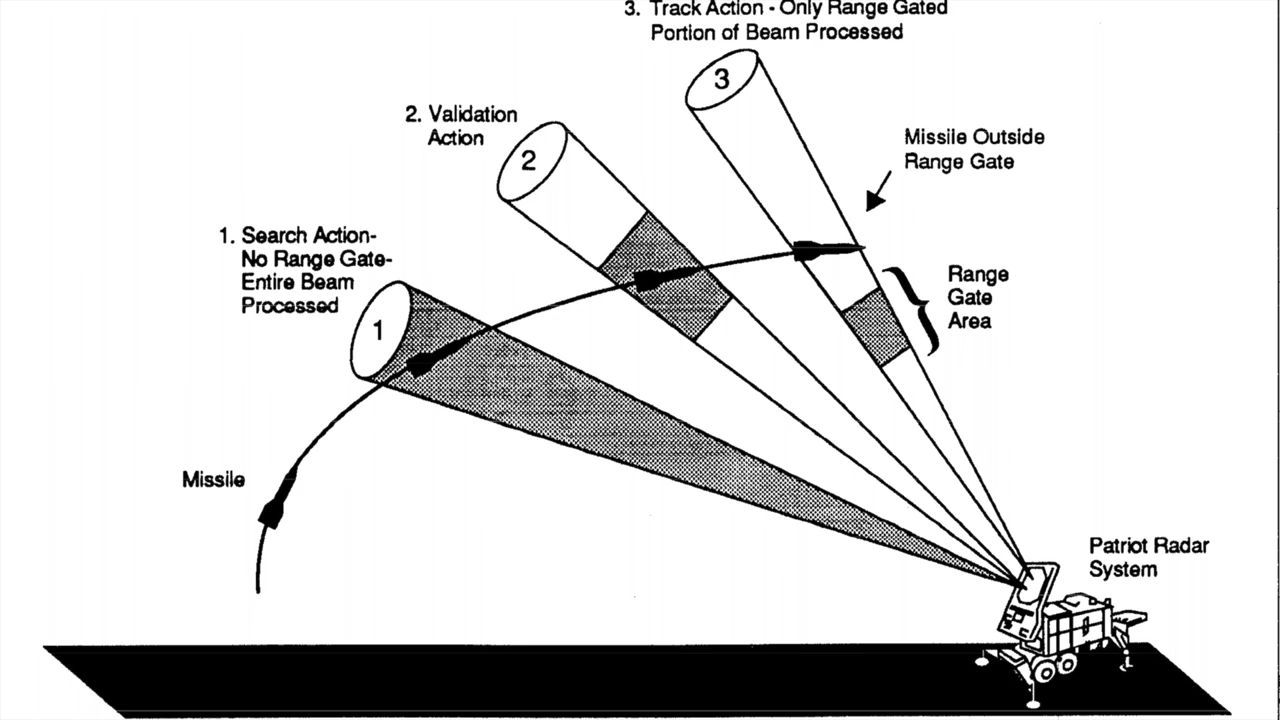 3. Track Action - Only Range Gated
Portion of Beam Processed
3
2. Validation
Action
2
Missile Outside
Range Gate
1. Search Action-
No Range Gate-
Entire Beam
Processed
1
Range
Gate
Area
Missile
Patriot Radar
System